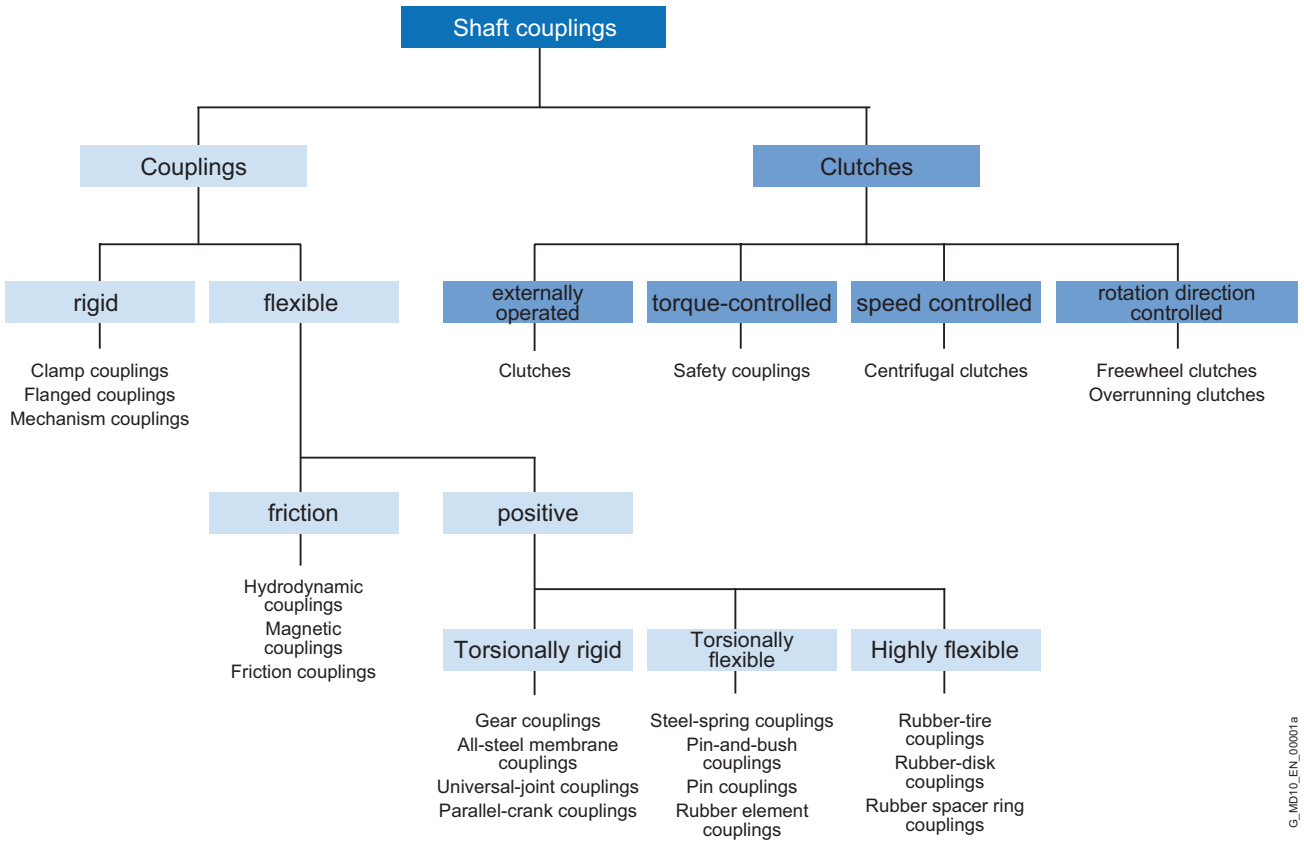 Shaft couplings
Couplings
Clutches
rigid
flexible
externally
operated
torque-controlled
speed controlled
rotation direction
controlled
Clamp couplings
Flanged couplings
Mechanism couplings
Clutches
Safety couplings
Centrifugal clutches
Freewheel clutches
Overrunning clutches
friction
positive
Hydrodynamic
couplings
Magnetic
couplings
Friction couplings
Torsionally rigid
Torsionally
flexible
Highly flexible
Gear couplings
All-steel membrane
couplings
Universal-joint couplings
Parallel-crank couplings
Steel-spring couplings
Pin-and-bush
couplings
Pin couplings
Rubber element
couplings
Rubber-tire
couplings
Rubber-disk
couplings
Rubber spacer ring
couplings
G_MD10_EN_00001a